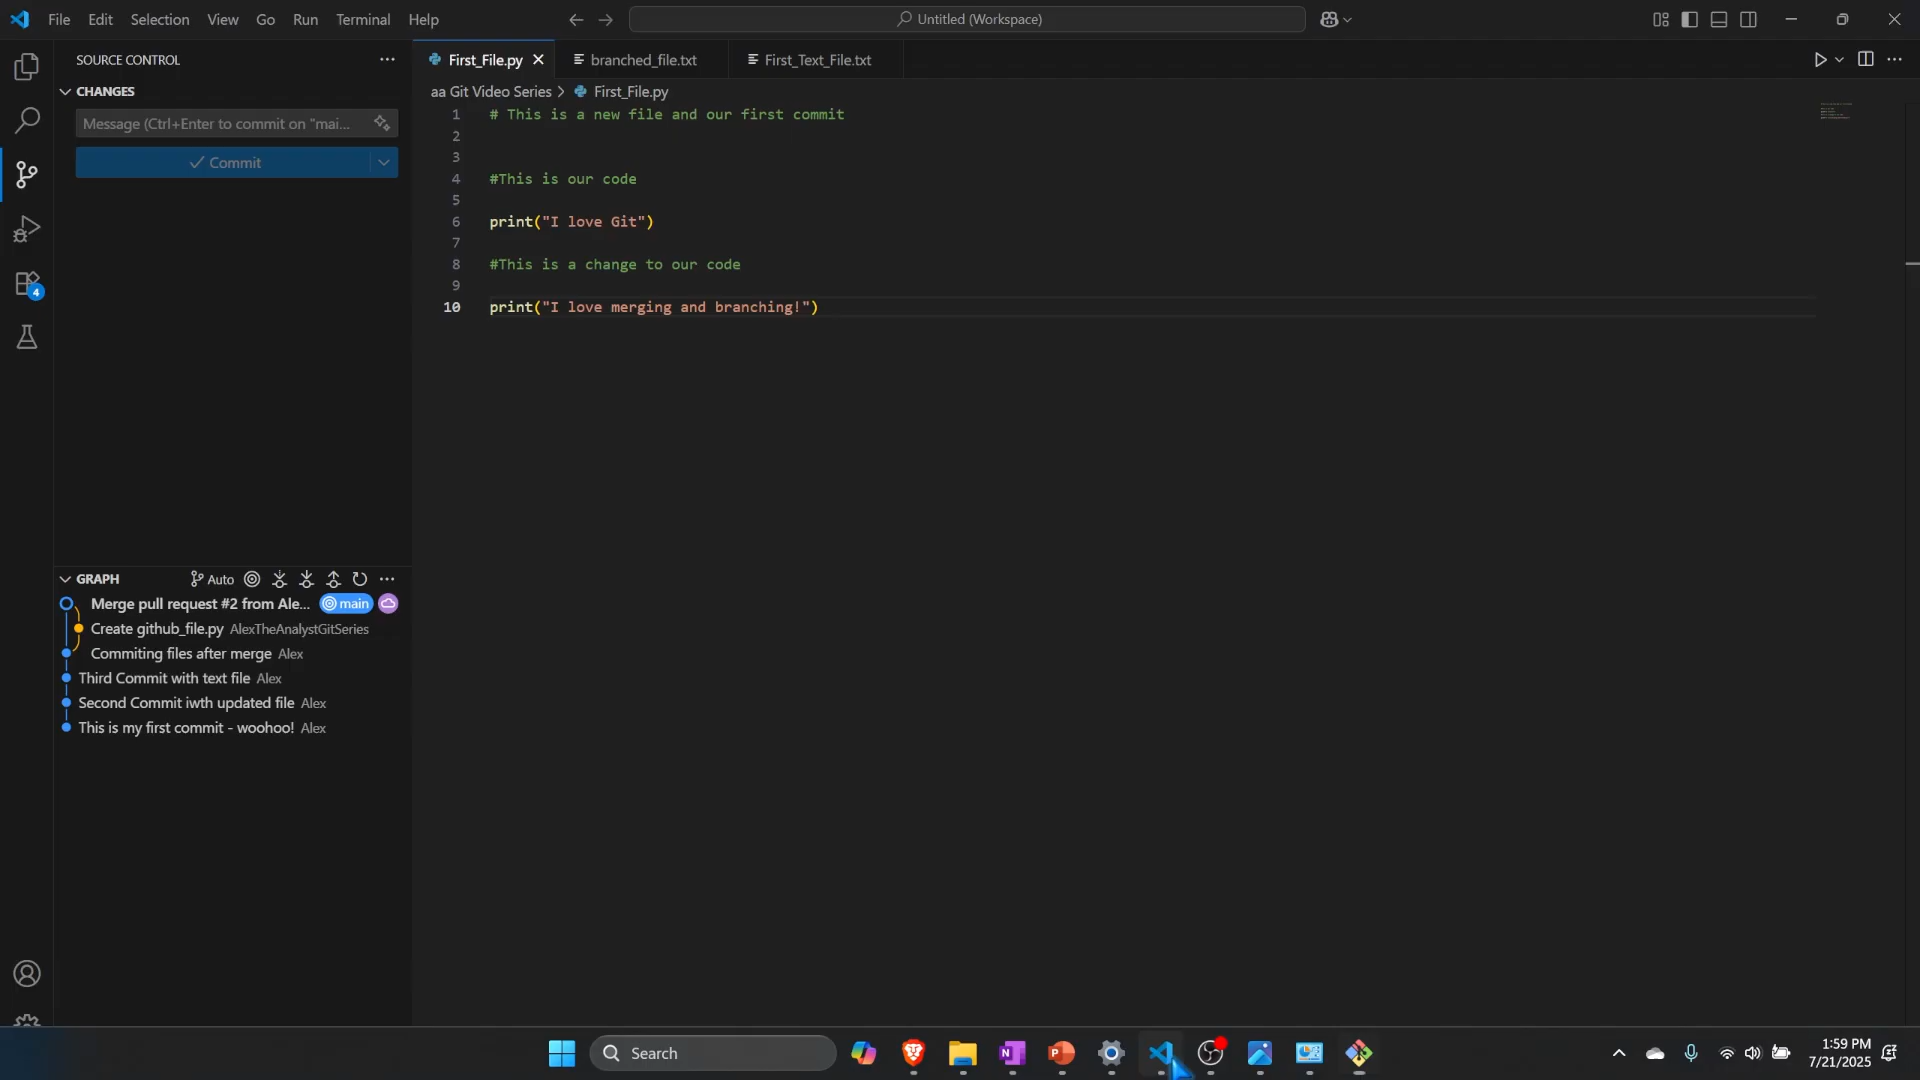 File Edit Selection View Go Run Terminal Help
Untitled (Workspace)
SOURCE CONTROL
CHANGES
Message (Ctrl+Enter to commit on "mai...
Commit
4
First_File.py
branched_file.txt
First_Text_File.txt
aa Git Video Series > First_File.py
1 # This is a new file and our first commit
2
3
4 #This is our code
5
6 print("I love Git")
7
8 #This is a change to our code
9
10 print("I love merging and branching!")
GRAPH
Auto
Merge pull request #2 from Ale... main
Create github_file.py AlexTheAnalystGitSeries
Commiting files after merge Alex
Third Commit with text file Alex
Second Commit iwth updated file Alex
This is my first commit - woohoo! Alex
Search
1:59 PM
7/21/2025